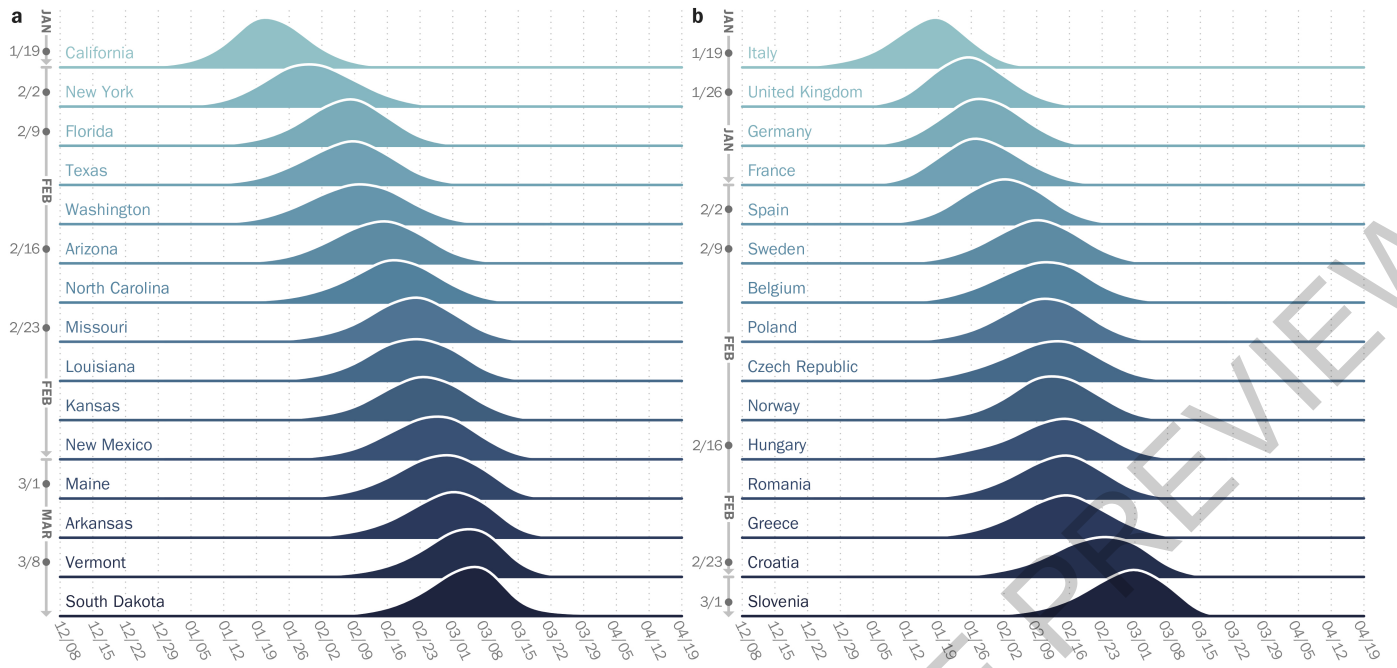 a
JAN
1/19 California
2/2 New York
2/9 Florida
Texas
FEB
Washington
2/16 Arizona
North Carolina
2/23 Missouri
Louisiana
FEB
Kansas
New Mexico
3/1 Maine
MAR
Arkansas
3/8 Vermont
South Dakota
12/08 12/15 12/22 12/29 01/05 01/12 01/19 01/26 02/02 02/09 02/16 02/23 03/01 03/08 03/15 03/22 03/29 04/05 04/12 04/19
b
JAN
1/19 Italy
1/26 United Kingdom
JAN
Germany
France
2/2 Spain
2/9 Sweden
Belgium
Poland
FEB
Czech Republic
Norway
2/16 Hungary
Romania
FEB
Greece
2/23 Croatia
3/1 Slovenia
12/08 12/15 12/22 12/29 01/05 01/12 01/19 01/26 02/02 02/09 02/16 02/23 03/01 03/08 03/15 03/22 03/29 04/05 04/12 04/19
E PREVIEW